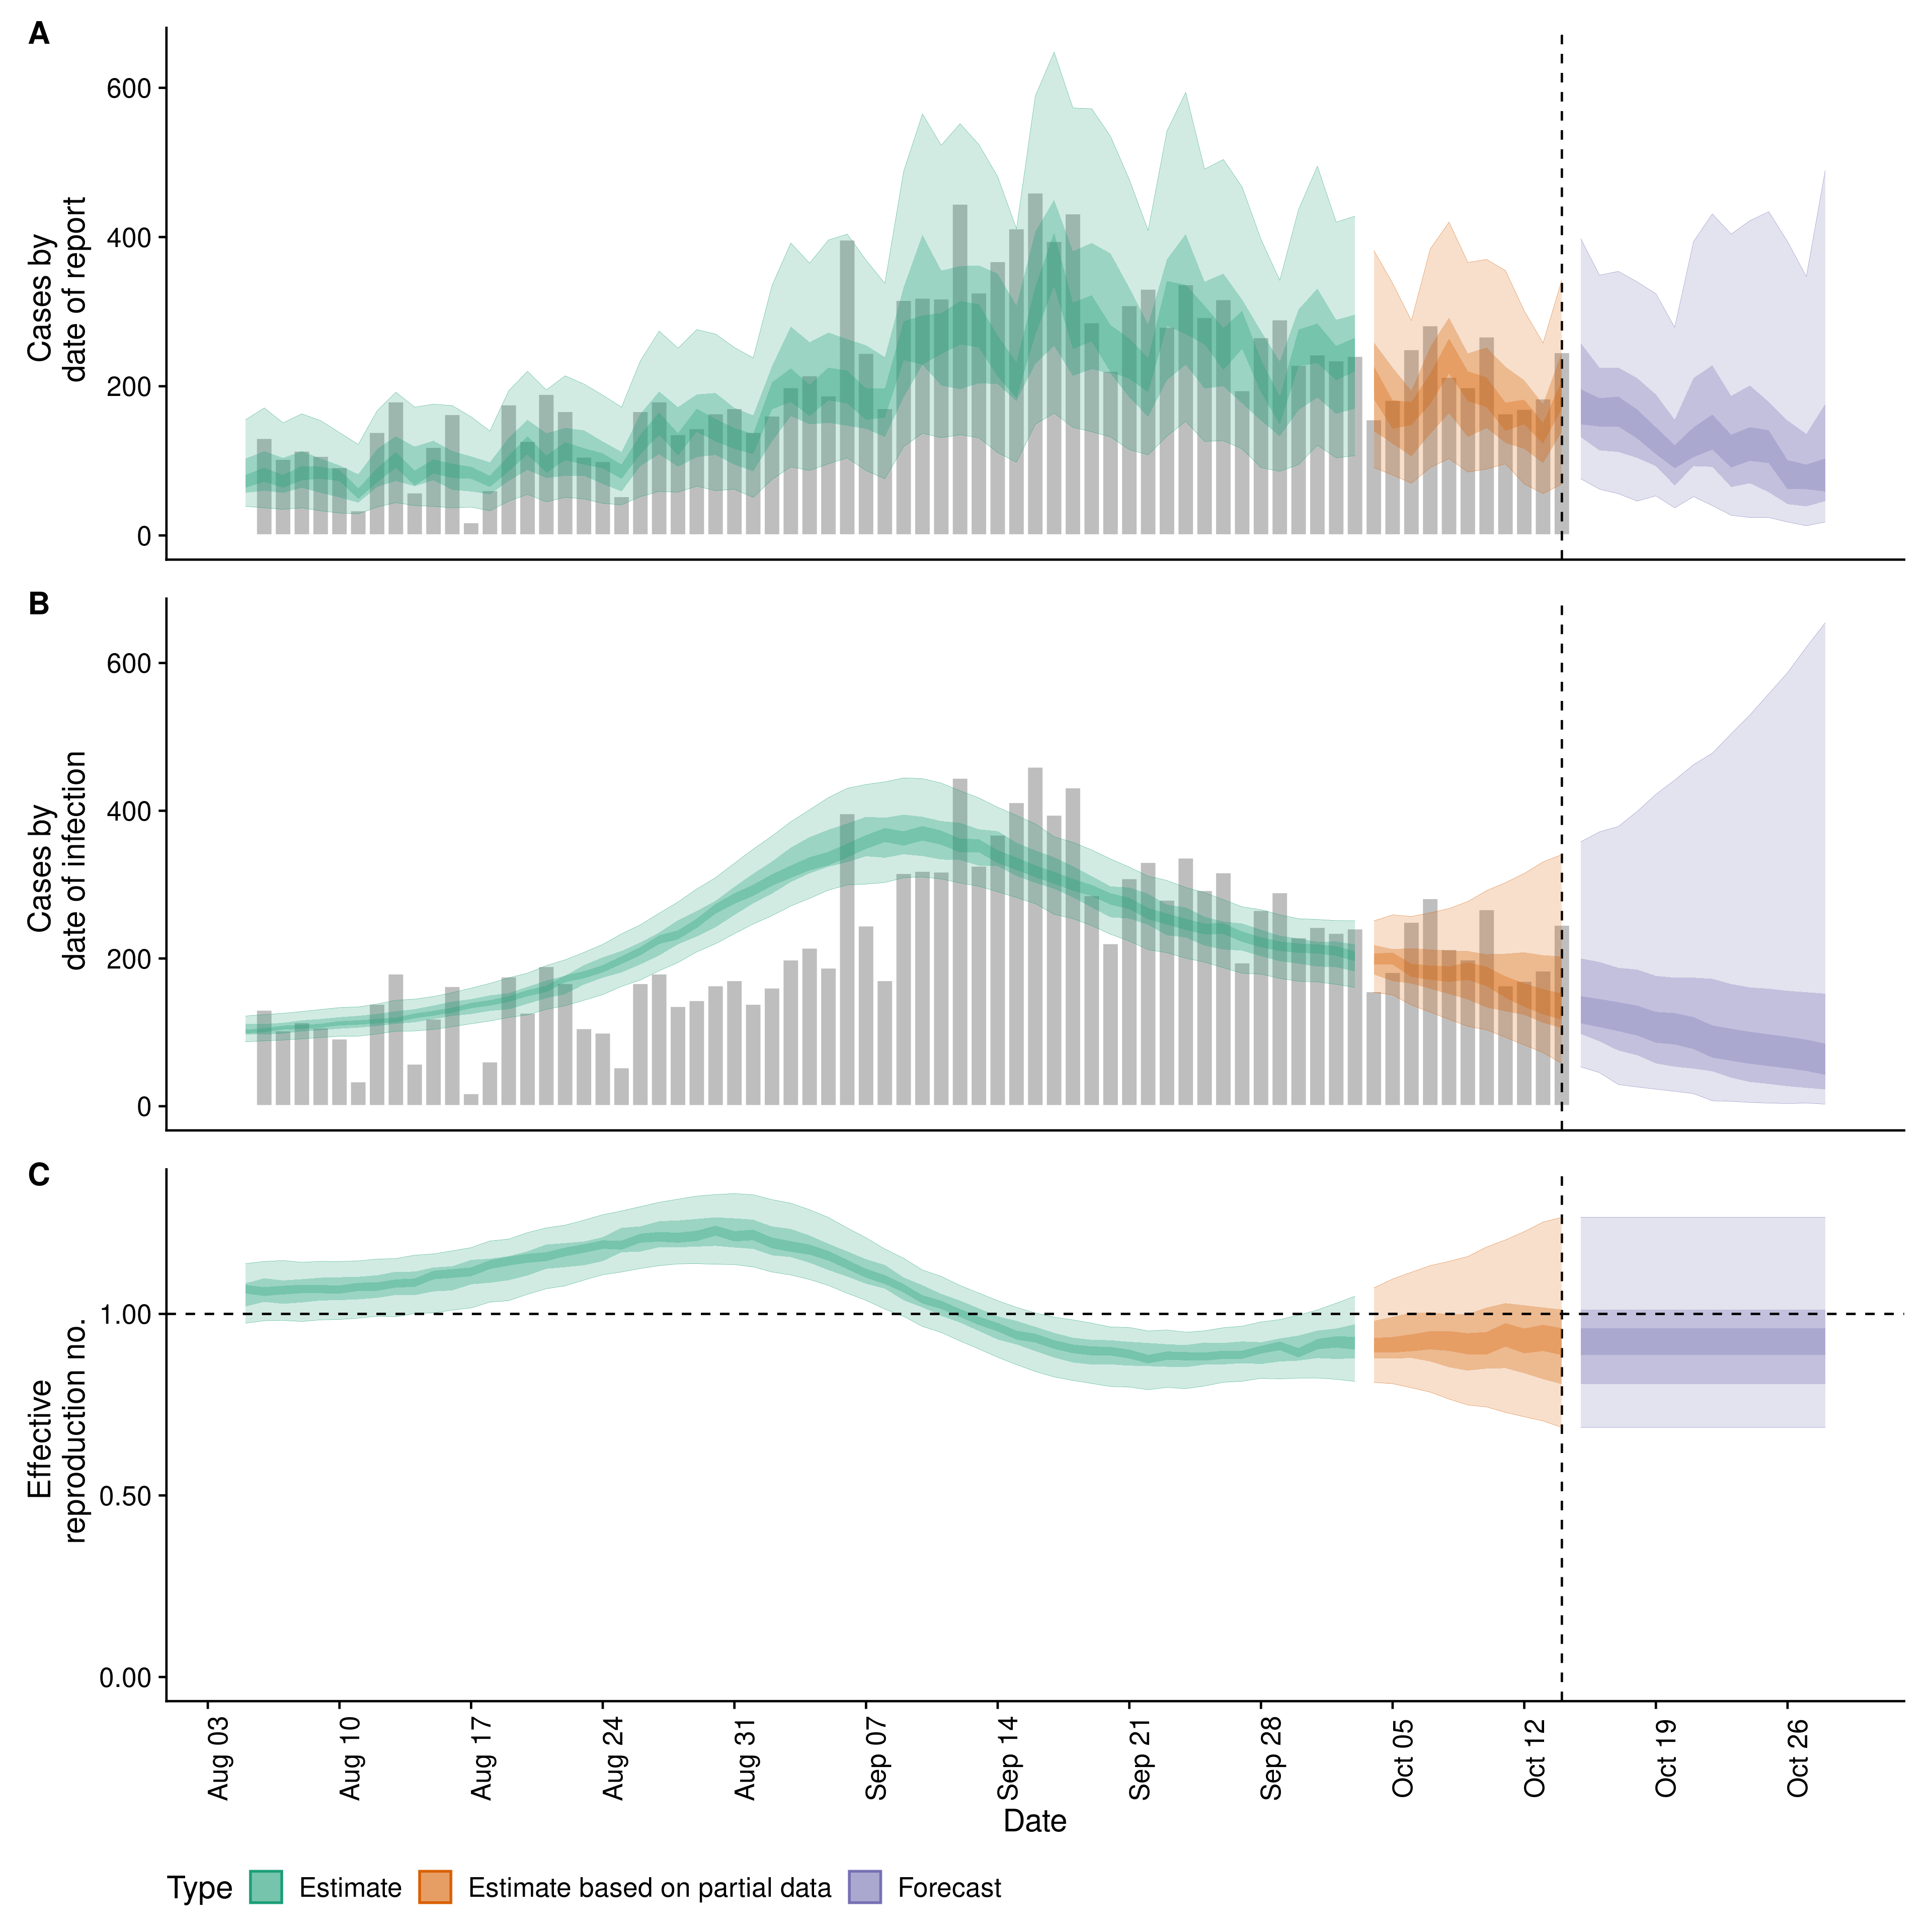 A
600
400
200
0
Cases by
date of report
B
600
400
200
0
Cases by
date of infection
C
1.00
0.50
0.00
Effective
reproduction no.
Aug 03
Aug 10
Aug 17
Aug 24
Aug 31
Sep 07
Sep 14
Sep 21
Sep 28
Oct 05
Oct 12
Oct 19
Oct 26
Date
Type Estimate Estimate based on partial data Forecast